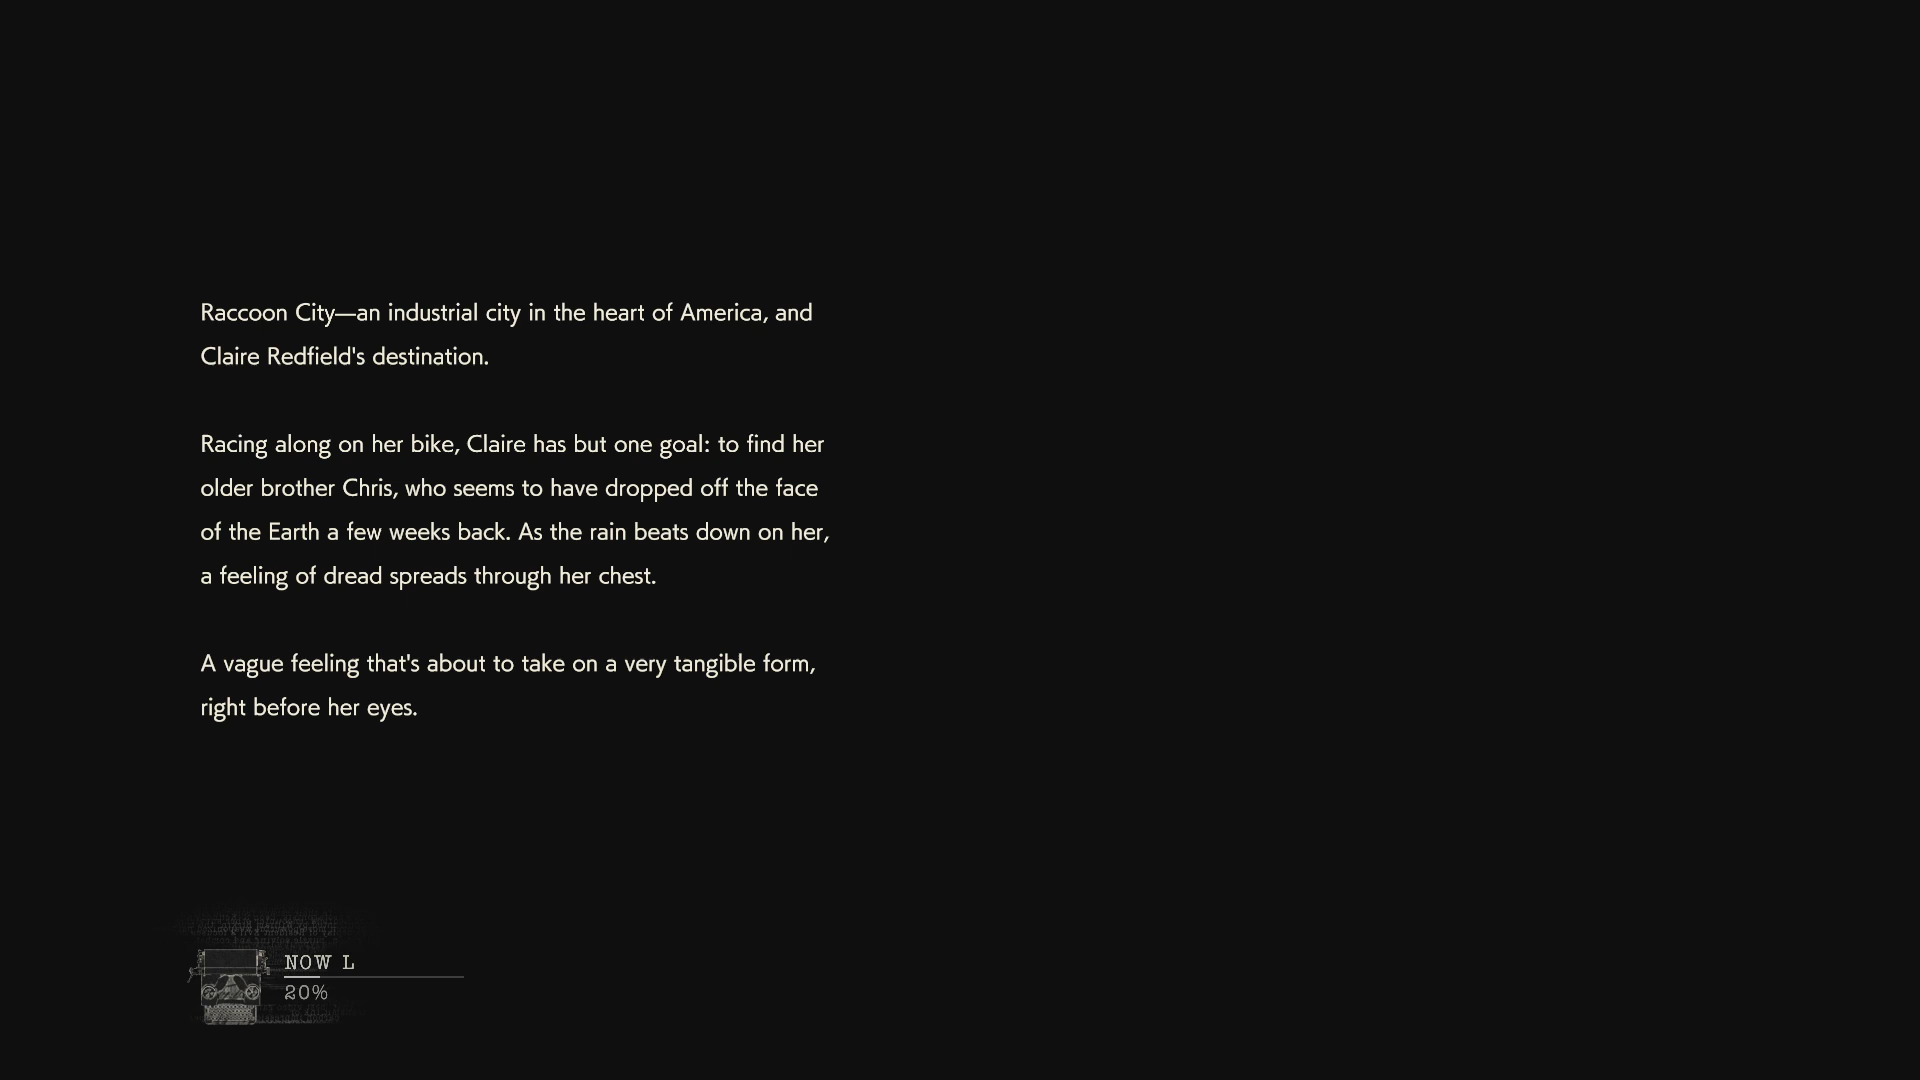 Raccoon City—an industrial city in the heart of America, and
Claire Redfield's destination.
Racing along on her bike, Claire has but one goal: to find her
older brother Chris, who seems to have dropped off the face
of the Earth a few weeks back. As the rain beats down on her,
a feeling of dread spreads through her chest.
A vague feeling that's about to take on a very tangible form,
right before her eyes.
NOW L
20%